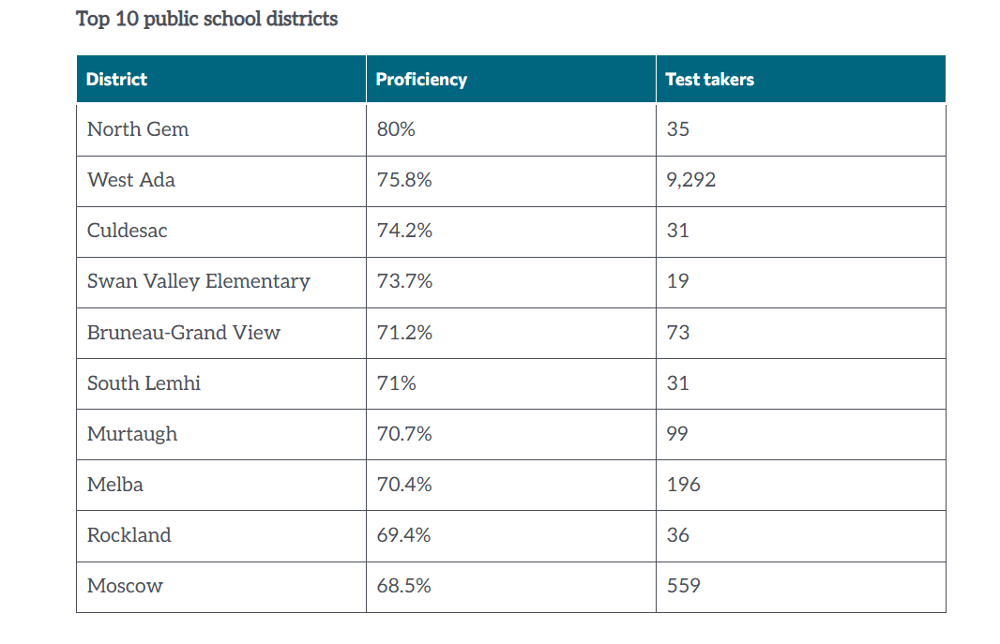 Top 10 public school districts
District Proficiency Test takers
North Gem 80% 35
West Ada 75.8% 9,292
Culdesac 74.2% 31
Swan Valley Elementary 73.7% 19
Bruneau-Grand View 71.2% 73
South Lemhi 71% 31
Murtaugh 70.7% 99
Melba 70.4% 196
Rockland 69.4% 36
Moscow 68.5% 559